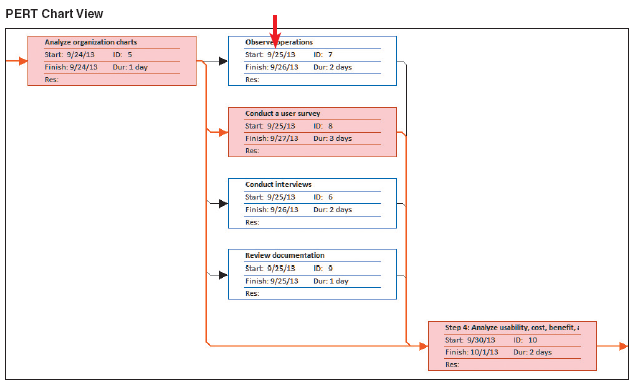 PERT Chart View
Analyze organization charts
Start: 9/24/13 ID: 5
Finish: 9/24/13 Dur: 1 day
Res:
Observe operations
Start: 9/25/13 ID: 7
Finish: 9/26/13 Dur: 2 days
Res:
Conduct a user survey
Start: 9/25/13 ID: 8
Finish: 9/27/13 Dur: 3 days
Res:
Conduct interviews
Start: 9/25/13 ID: 6
Finish: 9/26/13 Dur: 2 days
Res:
Review documentation
Start: 9/25/13 ID: 9
Finish: 9/25/13 Dur: 1 day
Res:
Step 4: Analyze usability, cost, benefit,
Start: 9/30/13 ID: 10
Finish: 10/1/13 Dur: 2 days
Res: